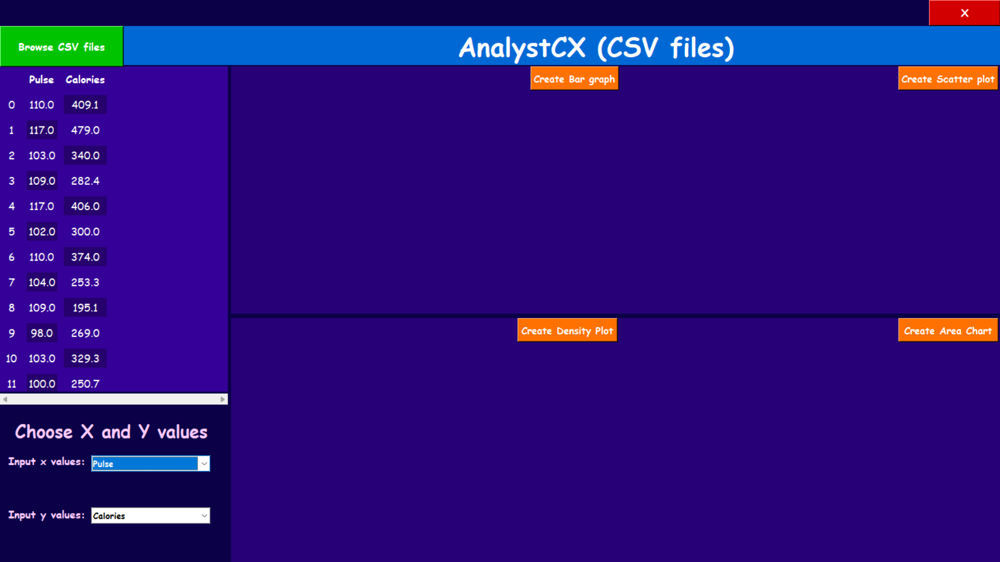 X
Browse CSV files
AnalystCX (CSV files)
Pulse Calories
0 110.0 409.1
1 117.0 479.0
2 103.0 340.0
3 109.0 282.4
4 117.0 406.0
5 102.0 300.0
6 110.0 374.0
7 104.0 253.3
8 109.0 195.1
9 98.0 269.0
10 103.0 329.3
11 100.0 250.7
Create Bar graph
Create Scatter plot
Create Density Plot
Create Area Chart
Choose X and Y values
Input x values: Pulse
Input y values: Calories